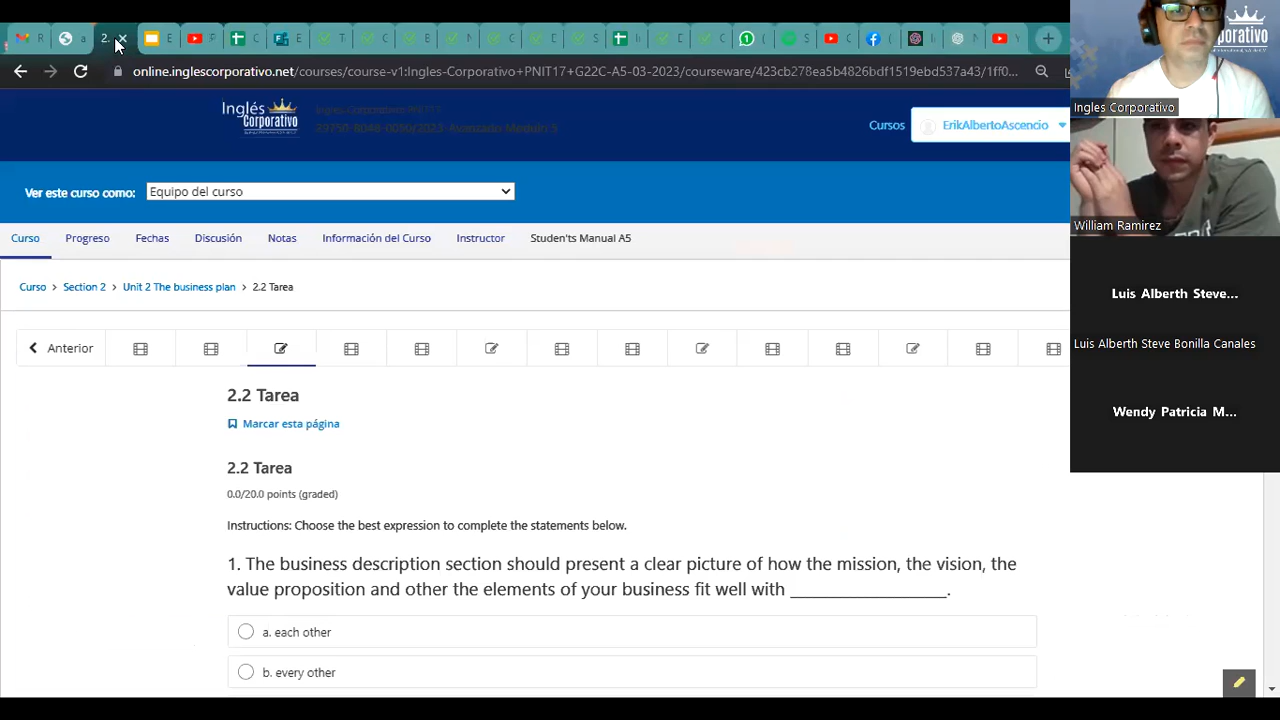 online.inglescorporativo.net/courses/course-v1:Ingles-Corporativo+PNIT17+G22C-A5-03-2023/courseware/423cb278ea5b4826bdf1519ebd537a43/1ff0...
Inglés
Corporativo
Cursos
ErikAlbertoAscencio
Ver este curso como:
Equipo del curso
Curso
Progreso
Fechas
Discusión
Notas
Información del Curso
Instructor
Studen'ts Manual A5
Curso > Section 2 > Unit 2 The business plan > 2.2 Tarea
Anterior
2.2 Tarea
Marcar esta página
2.2 Tarea
0.0/20.0 points (graded)
Instructions: Choose the best expression to complete the statements below.
1. The business description section should present a clear picture of how the mission, the vision, the
value proposition and other the elements of your business fit well with _________________.
a. each other
b. every other
Ingles Corporativo
William Ramirez
Luis Alberth Steve...
Luis Alberth Steve Bonilla Canales
Wendy Patricia M...